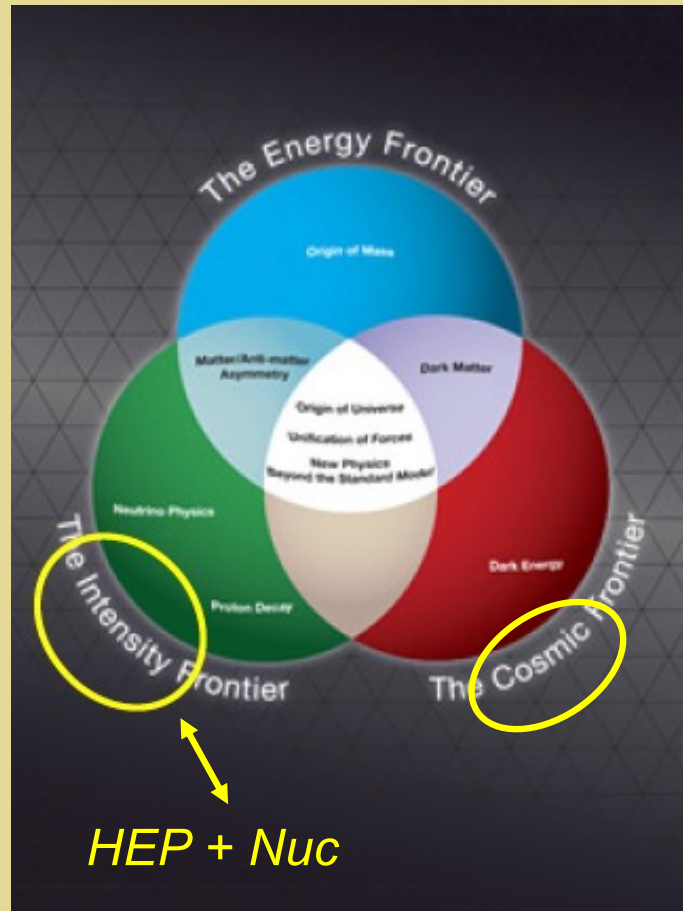 The Energy Frontier
Origin of Mass
Matter/Anti-matter
Asymmetry
Dark Matter
Origin of Universe
Unification of Forces
New Physics
Beyond the Standard Model
Neutrino Physics
Dark Energy
Proton Decay
The Intensity Frontier
The Cosmic Frontier
HEP + Nuc